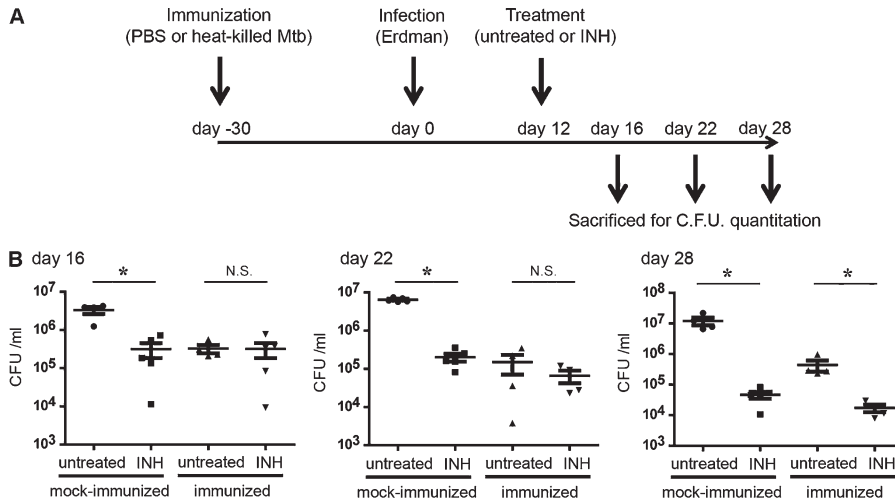 A
Immunization
(PBS or heat-killed Mtb)
Infection
(Erdman)
Treatment
(untreated or INH)
day -30
day 0
day 12
day 16
day 22
day 28
Sacrificed for C.F.U. quantitation
B
day 16
*
N.S.
CFU /ml
10⁷
10⁶
10⁵
10⁴
10³
untreated
INH
untreated
INH
mock-immunized
immunized
day 22
*
N.S.
CFU /ml
10⁷
10⁶
10⁵
10⁴
10³
untreated
INH
untreated
INH
mock-immunized
immunized
day 28
*
*
CFU /ml
10⁸
10⁷
10⁶
10⁵
10⁴
10³
untreated
INH
untreated
INH
mock-immunized
immunized